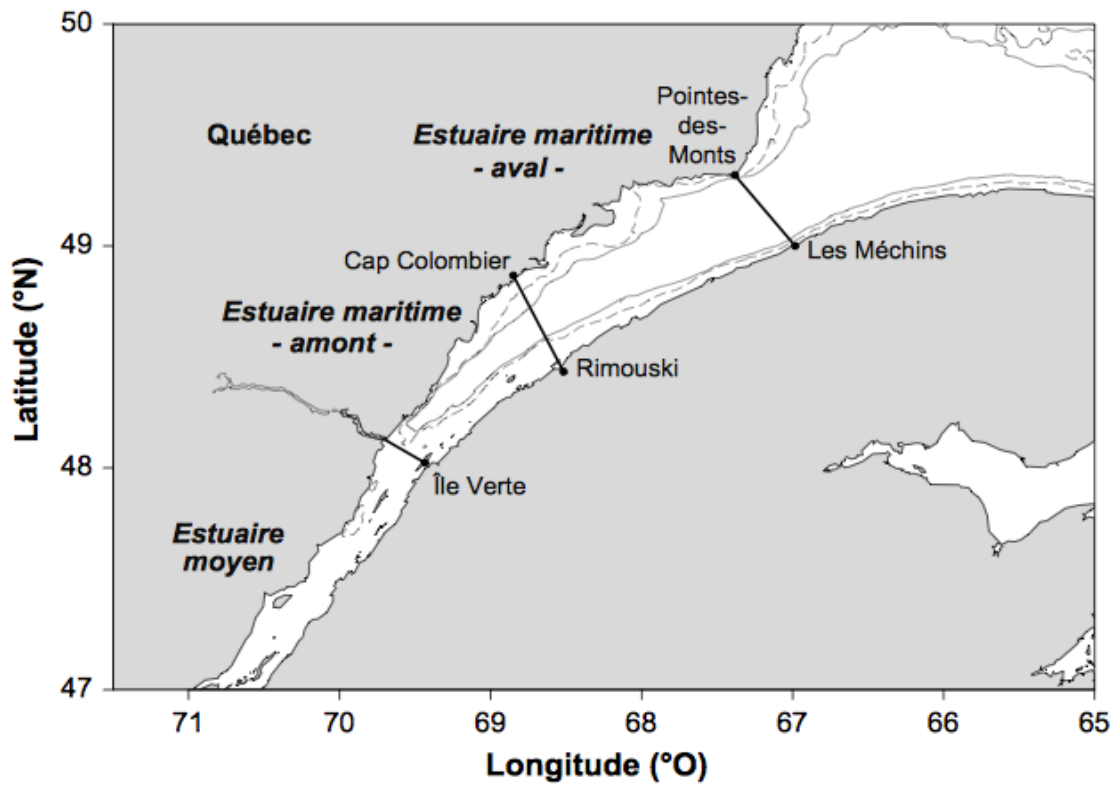 50
49
48
47
Latitude (°N)
Québec
Estuaire maritime
- aval -
Pointes-
des-
Monts
Cap Colombier
Les Méchins
Estuaire maritime
- amont -
Rimouski
Île Verte
Estuaire
moyen
71
70
69
68
67
66
65
Longitude (°O)